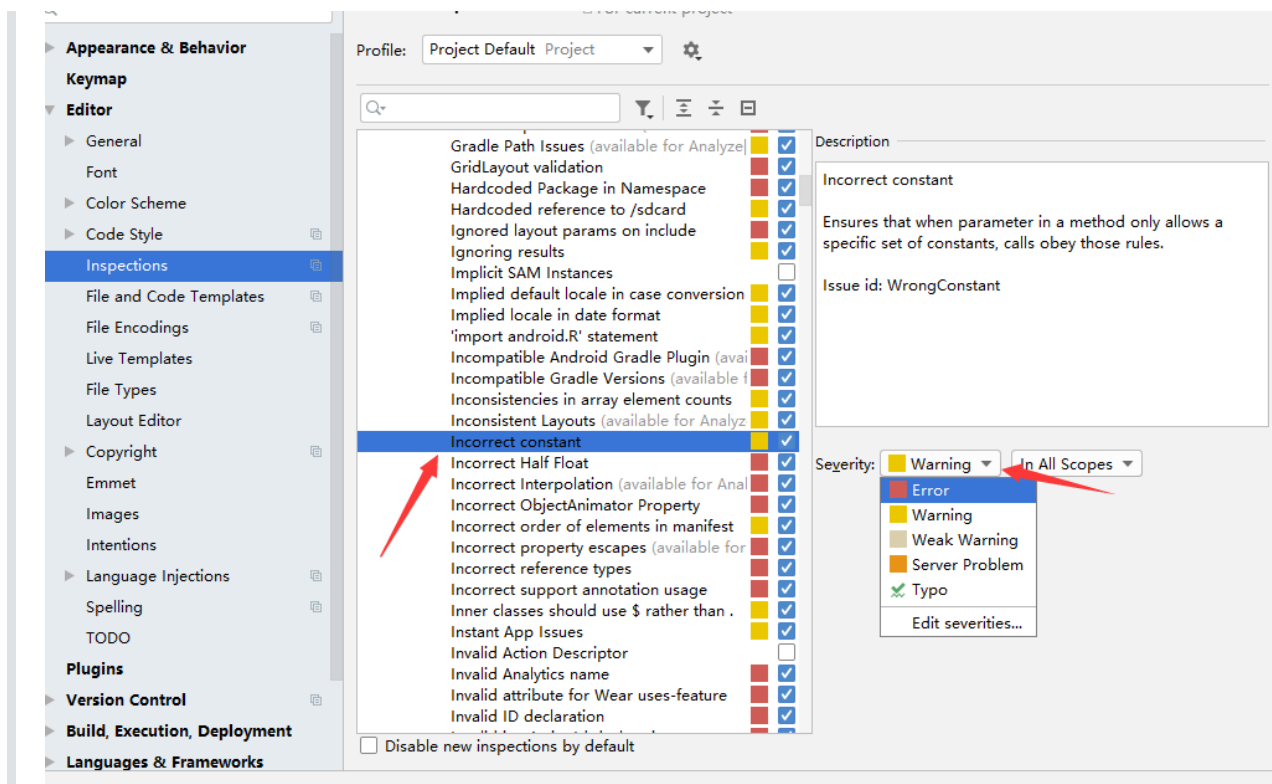 For current project
Appearance & Behavior
Keymap
Editor
General
Font
Color Scheme
Code Style
Inspections
File and Code Templates
File Encodings
Live Templates
File Types
Layout Editor
Copyright
Emmet
Images
Intentions
Language Injections
Spelling
TODO
Plugins
Version Control
Build, Execution, Deployment
Languages & Frameworks
Profile: Project Default Project
Gradle Path Issues (available for Analyze|
GridLayout validation
Hardcoded Package in Namespace
Hardcoded reference to /sdcard
Ignored layout params on include
Ignoring results
Implicit SAM Instances
Implied default locale in case conversion
Implied locale in date format
'import android.R' statement
Incompatible Android Gradle Plugin (avai
Incompatible Gradle Versions (available f
Inconsistencies in array element counts
Inconsistent Layouts (available for Analyz
Incorrect constant
Incorrect Half Float
Incorrect Interpolation (available for Anal
Incorrect ObjectAnimator Property
Incorrect order of elements in manifest
Incorrect property escapes (available for
Incorrect reference types
Incorrect support annotation usage
Inner classes should use $ rather than .
Instant App Issues
Invalid Action Descriptor
Invalid Analytics name
Invalid attribute for Wear uses-feature
Invalid ID declaration
Disable new inspections by default
Description
Incorrect constant
Ensures that when parameter in a method only allows a
specific set of constants, calls obey those rules.
Issue id: WrongConstant
Severity: Warning In All Scopes
Error
Warning
Weak Warning
Server Problem
Typo
Edit severities...